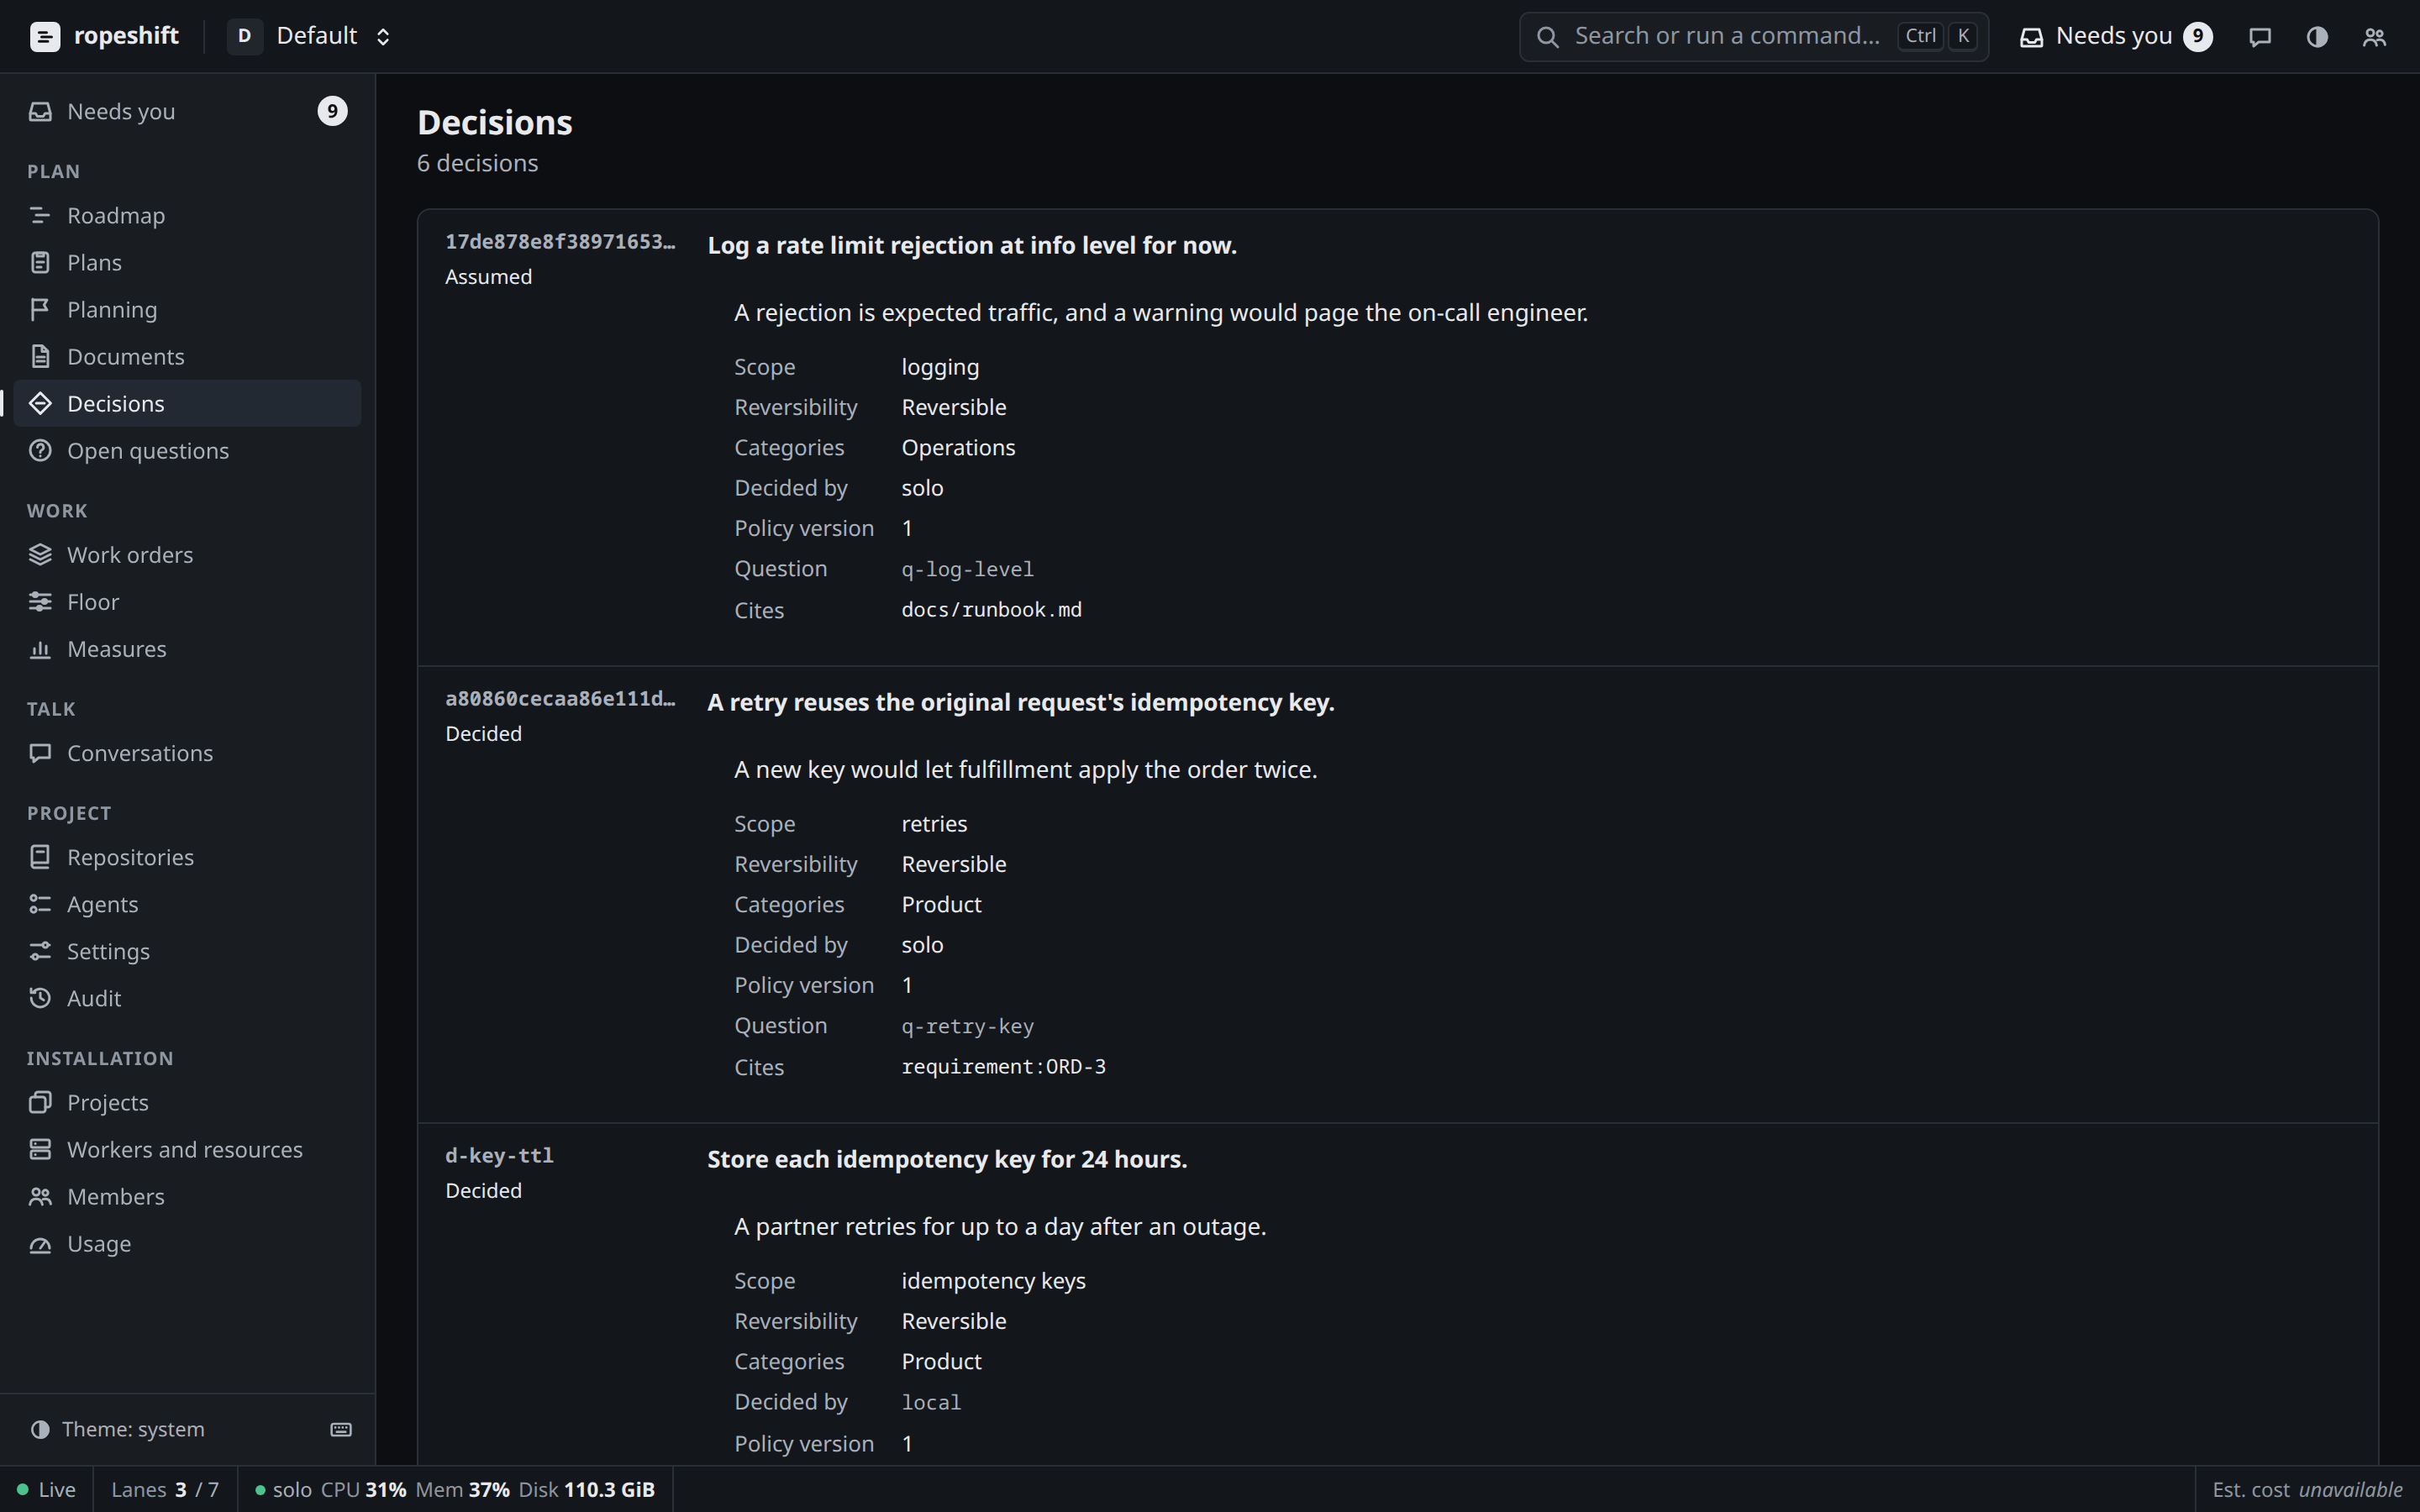 ropeshift
D Default
Search or run a command... Ctrl K
Needs you 9
Needs you 9
PLAN
Roadmap
Plans
Planning
Documents
Decisions
Open questions
WORK
Work orders
Floor
Measures
TALK
Conversations
PROJECT
Repositories
Agents
Settings
Audit
INSTALLATION
Projects
Workers and resources
Members
Usage
Theme: system
Decisions
6 decisions
17de878e8f38971653…
Assumed
Log a rate limit rejection at info level for now.
A rejection is expected traffic, and a warning would page the on-call engineer.
Scope logging
Reversibility Reversible
Categories Operations
Decided by solo
Policy version 1
Question q-log-level
Cites docs/runbook.md
a80860cecaa86e111d…
Decided
A retry reuses the original request's idempotency key.
A new key would let fulfillment apply the order twice.
Scope retries
Reversibility Reversible
Categories Product
Decided by solo
Policy version 1
Question q-retry-key
Cites requirement:ORD-3
d-key-ttl
Decided
Store each idempotency key for 24 hours.
A partner retries for up to a day after an outage.
Scope idempotency keys
Reversibility Reversible
Categories Product
Decided by local
Policy version 1
Live
Lanes 3 / 7
solo CPU 31% Mem 37% Disk 110.3 GiB
Est. cost unavailable